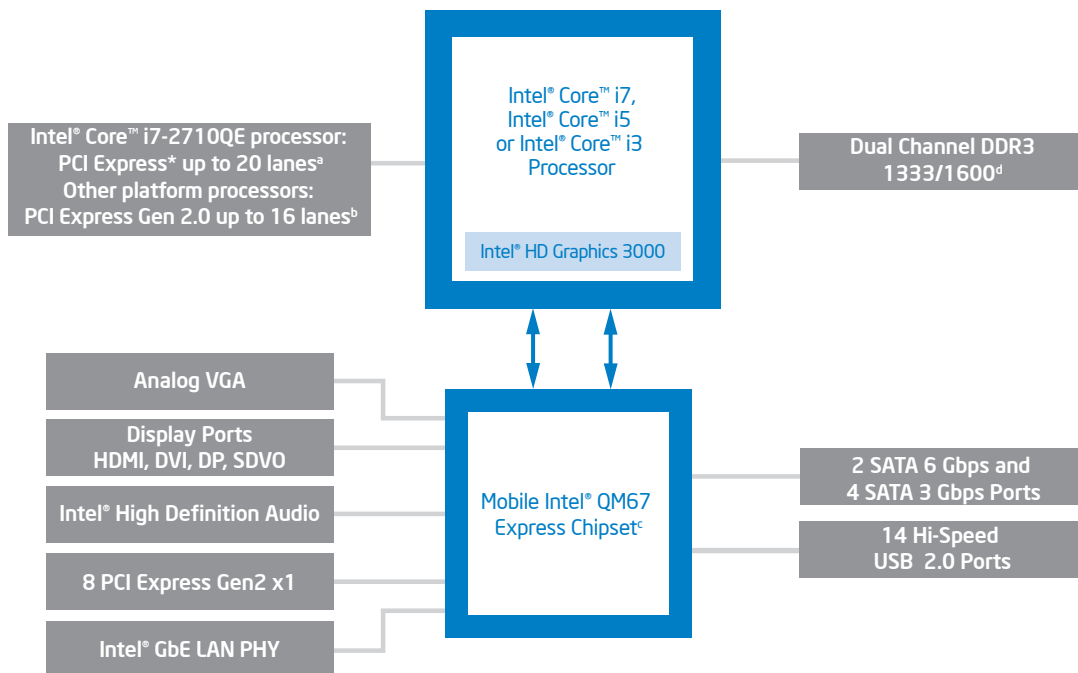 Intel® Core™ i7,
Intel® Core™ i5
or Intel® Core™ i3
Processor
Intel® HD Graphics 3000
Intel® Core™ i7-2710QE processor:
PCI Express* up to 20 lanesᵃ
Other platform processors:
PCI Express Gen 2.0 up to 16 lanesᵇ
Dual Channel DDR3
1333/1600ᵈ
Analog VGA
Display Ports
HDMI, DVI, DP, SDVO
Intel® High Definition Audio
8 PCI Express Gen2 x1
Intel® GbE LAN PHY
Mobile Intel® QM67
Express Chipsetᶜ
2 SATA 6 Gbps and
4 SATA 3 Gbps Ports
14 Hi-Speed
USB 2.0 Ports